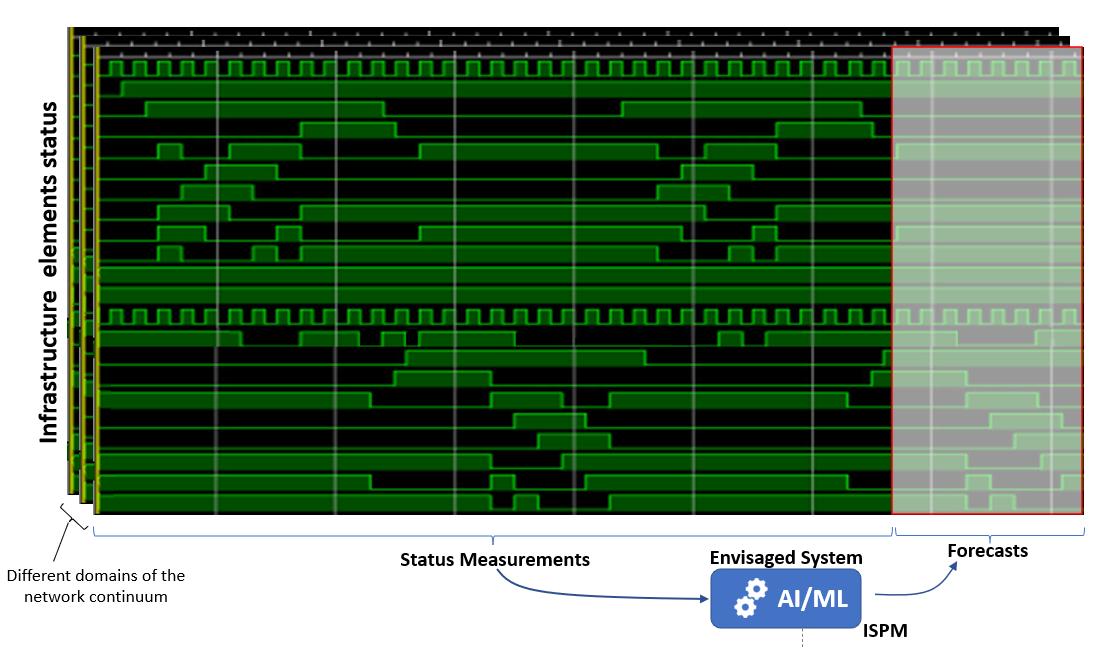 Infrastructure elements status
Different domains of the
network continuum
Status Measurements
Envisaged System
AI/ML
ISPM
Forecasts